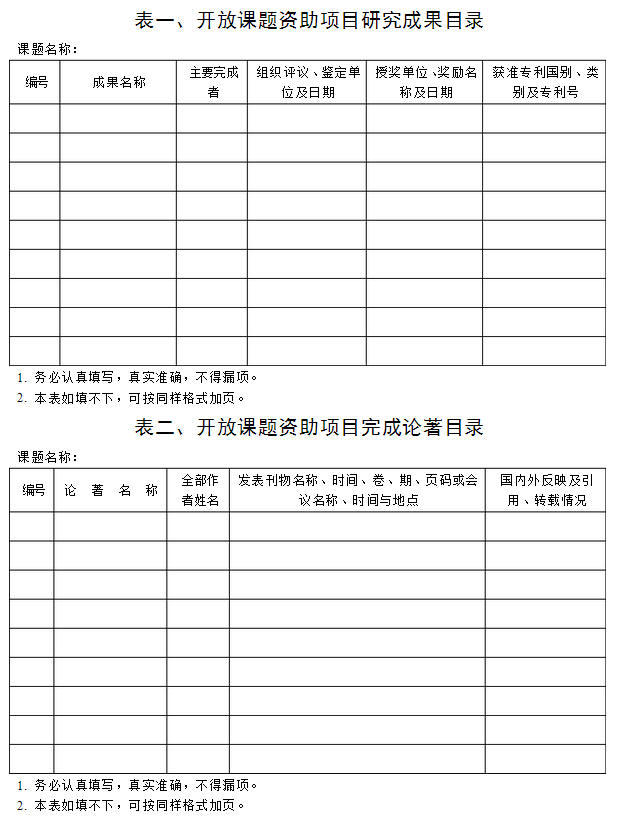 表一、开放课题资助项目研究成果目录
课题名称：
编号
成果名称
主要完成
者
组织评议、鉴定单
位及日期
授奖单位、奖励名
称及日期
获准专利国别、类
别及专利号
1. 务必认真填写，真实准确，不得漏项。
2. 本表如填不下，可按同样格式加页。
表二、开放课题资助项目完成论著目录
课题名称：
编号
论 著 名 称
全部作
者姓名
发表刊物名称、时间、卷、期、页码或会
议名称、时间与地点
国内外反映及引
用、转载情况
1. 务必认真填写，真实准确，不得漏项。
2. 本表如填不下，可按同样格式加页。